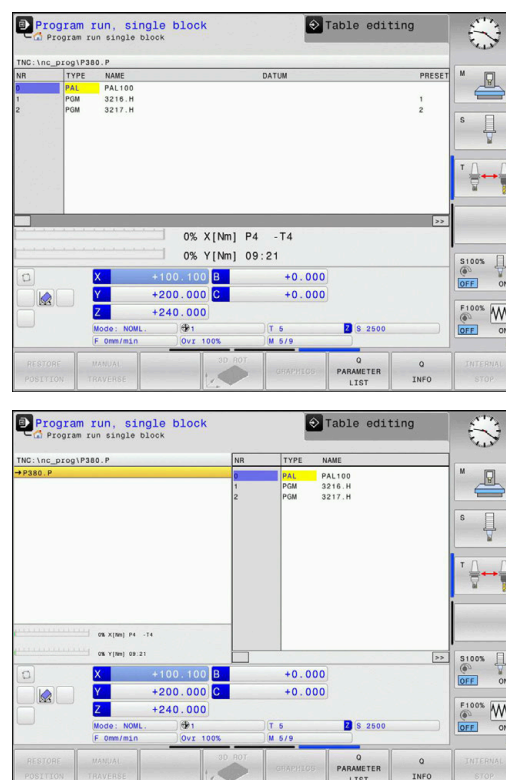 Program run, single block
Program run single block
Table editing
TNC:\nc_prog\P380.P
NR TYPE NAME DATUM PRESET
0 PAL PAL100
1 PGM 3216.H 1
2 PGM 3217.H 2
>>
0% X[Nm] P4 -T4
0% Y[Nm] 09:21
X +100.100 B +0.000
Y +200.000 C +0.000
Z +240.000
Mode: NOML. 1 T 5 Z S 2500
F 0mm/min Ovr 100% M 5/9
M
S
T
S100%
OFF ON
F100%
OFF ON
RESTORE POSITION
MANUAL TRAVERSE
3D ROT
GRAPHICS
Q PARAMETER LIST
Q INFO
INTERNAL STOP
Program run, single block
Program run single block
Table editing
TNC:\nc_prog\P380.P
→P380.P
NR TYPE NAME
0 PAL PAL100
1 PGM 3216.H
2 PGM 3217.H
0% X[Nm] P4 -T4
0% Y[Nm] 09:21
>>
X +100.100 B +0.000
Y +200.000 C +0.000
Z +240.000
Mode: NOML. 1 T 5 Z S 2500
F 0mm/min Ovr 100% M 5/9
M
S
T
S100%
OFF ON
F100%
OFF ON
RESTORE POSITION
MANUAL TRAVERSE
3D ROT
GRAPHICS
Q PARAMETER LIST
Q INFO
INTERNAL STOP